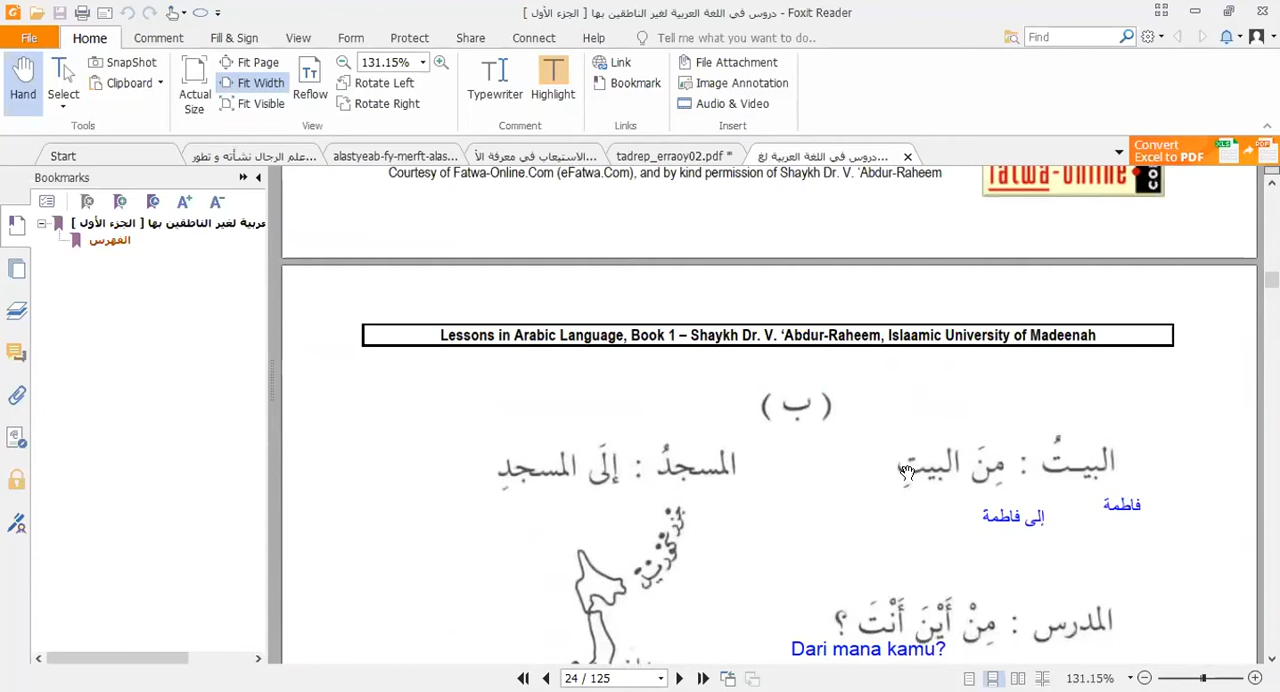 [ دروس في اللغة العربية لغير الناطقين بها [ الجزء الأول - Foxit Reader
File Home Comment Fill & Sign View Form Protect Share Connect Help Tell me what you want to do.. Find
Hand Select SnapShot Clipboard Actual Size Fit Page Fit Width Fit Visible Reflow 131.15% Rotate Left Rotate Right Typewriter Highlight Link Bookmark File Attachment Image Annotation Audio & Video
Tools View Comment Links Insert
Convert Excel to PDF
Start علم الرجال نشأته و تطور... alastyeab-fy-merft-alas... الاستيعاب في معرفة الأ... tadrep_erraoy02.pdf * دروس في اللغة العربية لغ...
Bookmarks
عربية لغير الناطقين بها [ الجزء الأول ]
الفهرس
Courtesy of Fatwa-Online.Com (eFatwa.Com), and by kind permission of Shaykh Dr. V. ‘Abdur-Raheem
fatwa-online
Lessons in Arabic Language, Book 1 – Shaykh Dr. V. ‘Abdur-Raheem, Islaamic University of Madeenah
( ب )
البيـتُ : مِنَ البيتِ
المسجدُ : إلَى المسجدِ
فاطمة
إلى فاطمة
المدرس : مِنْ أَيْنَ أَنْتَ ؟
Dari mana kamu?
24 / 125
131.15%